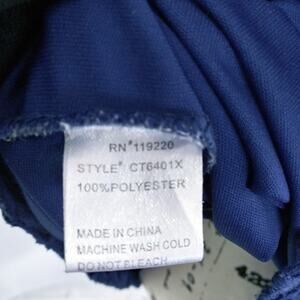 RN#119220
STYLE# CT6401X
100%POLYESTER
MADE IN CHINA
MACHINE WASH COLD
DO NOT BLEACH